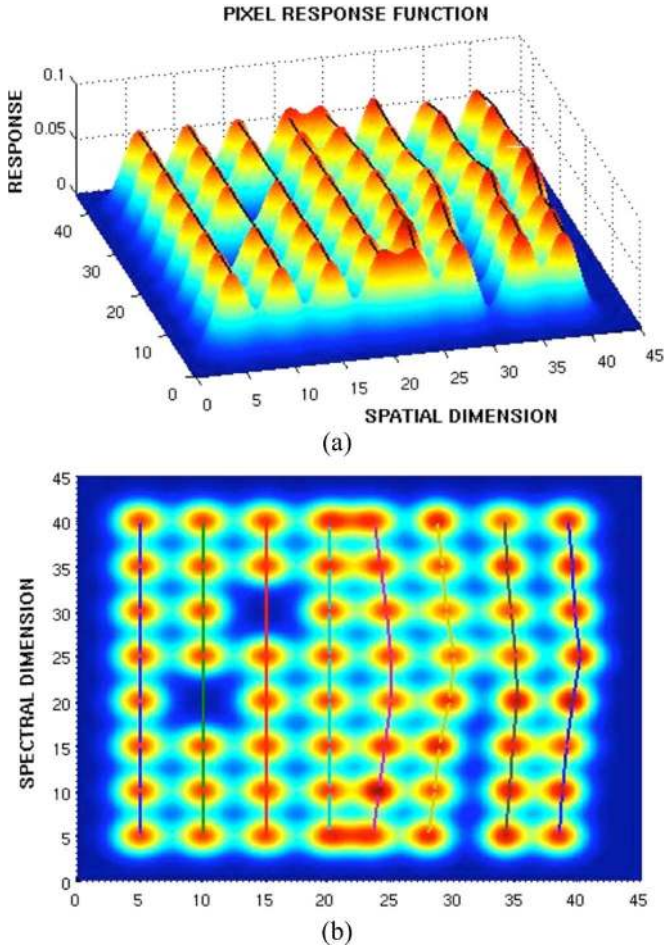 PIXEL RESPONSE FUNCTION
RESPONSE
0.1
0.05
0
40
30
20
10
0
0 5 10 15 20 25 30 35 40 45
SPATIAL DIMENSION
(a)
SPECTRAL DIMENSION
45
40
35
30
25
20
15
10
5
0
0 5 10 15 20 25 30 35 40 45
(b)